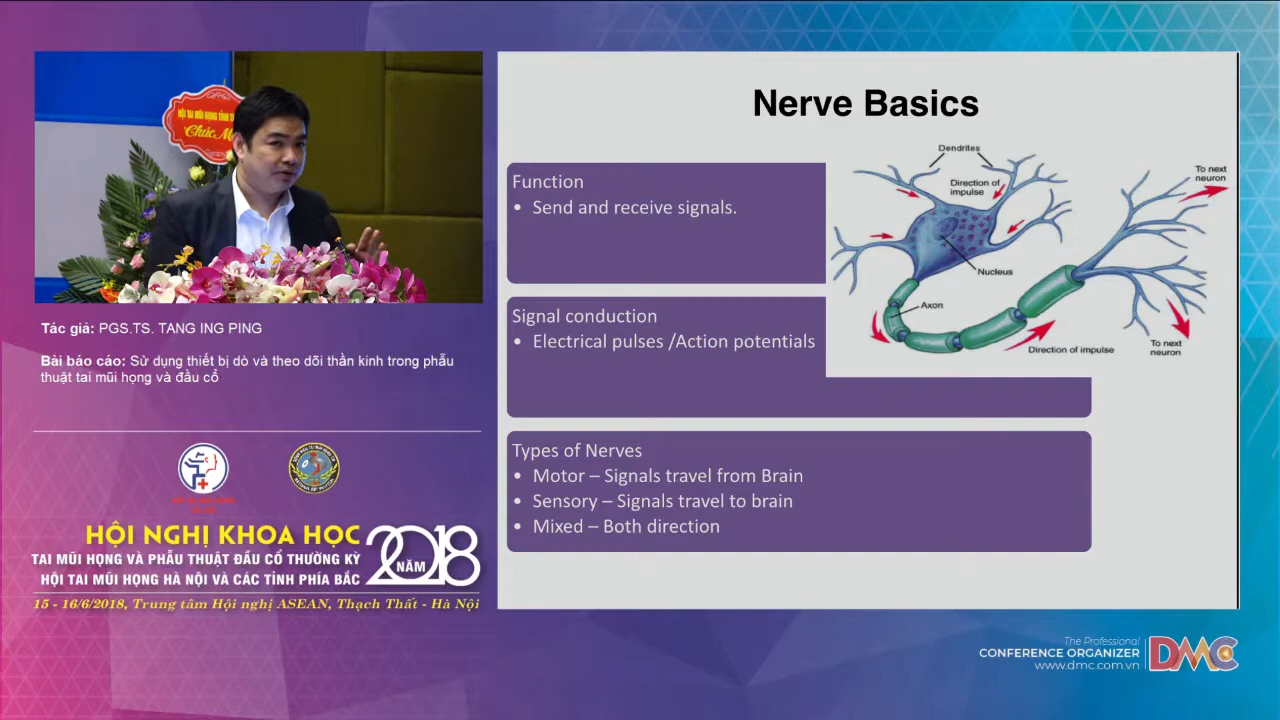 HỘI TAI MŨI HỌNG TỈNH
Chúc M
Tác giả: PGS.TS. TANG ING PING
Bài báo cáo: Sử dụng thiết bị dò và theo dõi thần kinh trong phẫu
thuật tai mũi họng và đầu cổ
HỘI NGHỊ KHOA HỌC
TAI MŨI HỌNG VÀ PHẪU THUẬT ĐẦU CỔ THƯỜNG KỲ
HỘI TAI MŨI HỌNG HÀ NỘI VÀ CÁC TỈNH PHÍA BẮC
NĂM 2018
15 - 16/6/2018, Trung tâm Hội nghị ASEAN, Thạch Thất - Hà Nội
Nerve Basics
Function
• Send and receive signals.
Signal conduction
• Electrical pulses /Action potentials
Types of Nerves
• Motor – Signals travel from Brain
• Sensory – Signals travel to brain
• Mixed – Both direction
Dendrites
Direction of
impulse
To next
neuron
Nucleus
Axon
Direction of impulse
To next
neuron
The Professional
CONFERENCE ORGANIZER
www.dmc.com.vn
DMC